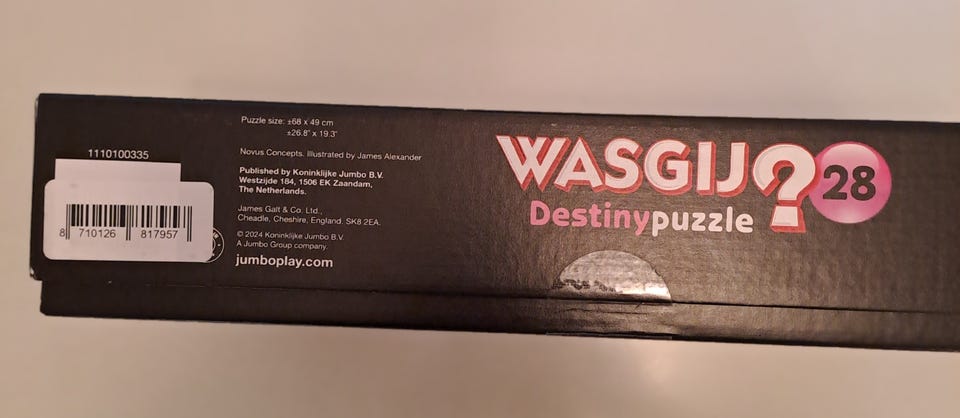 1110100335
8 710126 817957
Puzzle size: ±68 x 49 cm
±26.8" x 19.3"
Novus Concepts. Illustrated by James Alexander
Published by Koninklijke Jumbo B.V.
Westzijde 184, 1506 EK Zaandam,
The Netherlands.
James Galt & Co. Ltd.,
Cheadle, Cheshire, England. SK8 2EA.
© 2024 Koninklijke Jumbo B.V.
A Jumbo Group company.
jumboplay.com
WASGIJ? 28
Destinypuzzle